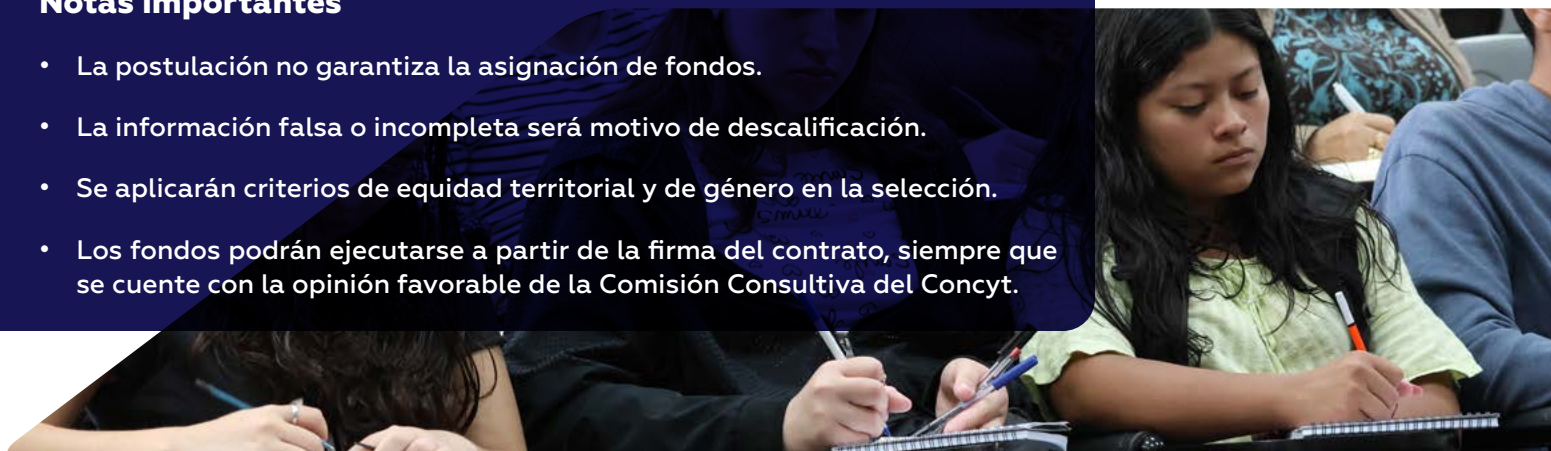 Notas importantes
• La postulación no garantiza la asignación de fondos.
• La información falsa o incompleta será motivo de descalificación.
• Se aplicarán criterios de equidad territorial y de género en la selección.
• Los fondos podrán ejecutarse a partir de la firma del contrato, siempre que
se cuente con la opinión favorable de la Comisión Consultiva del Concyt.